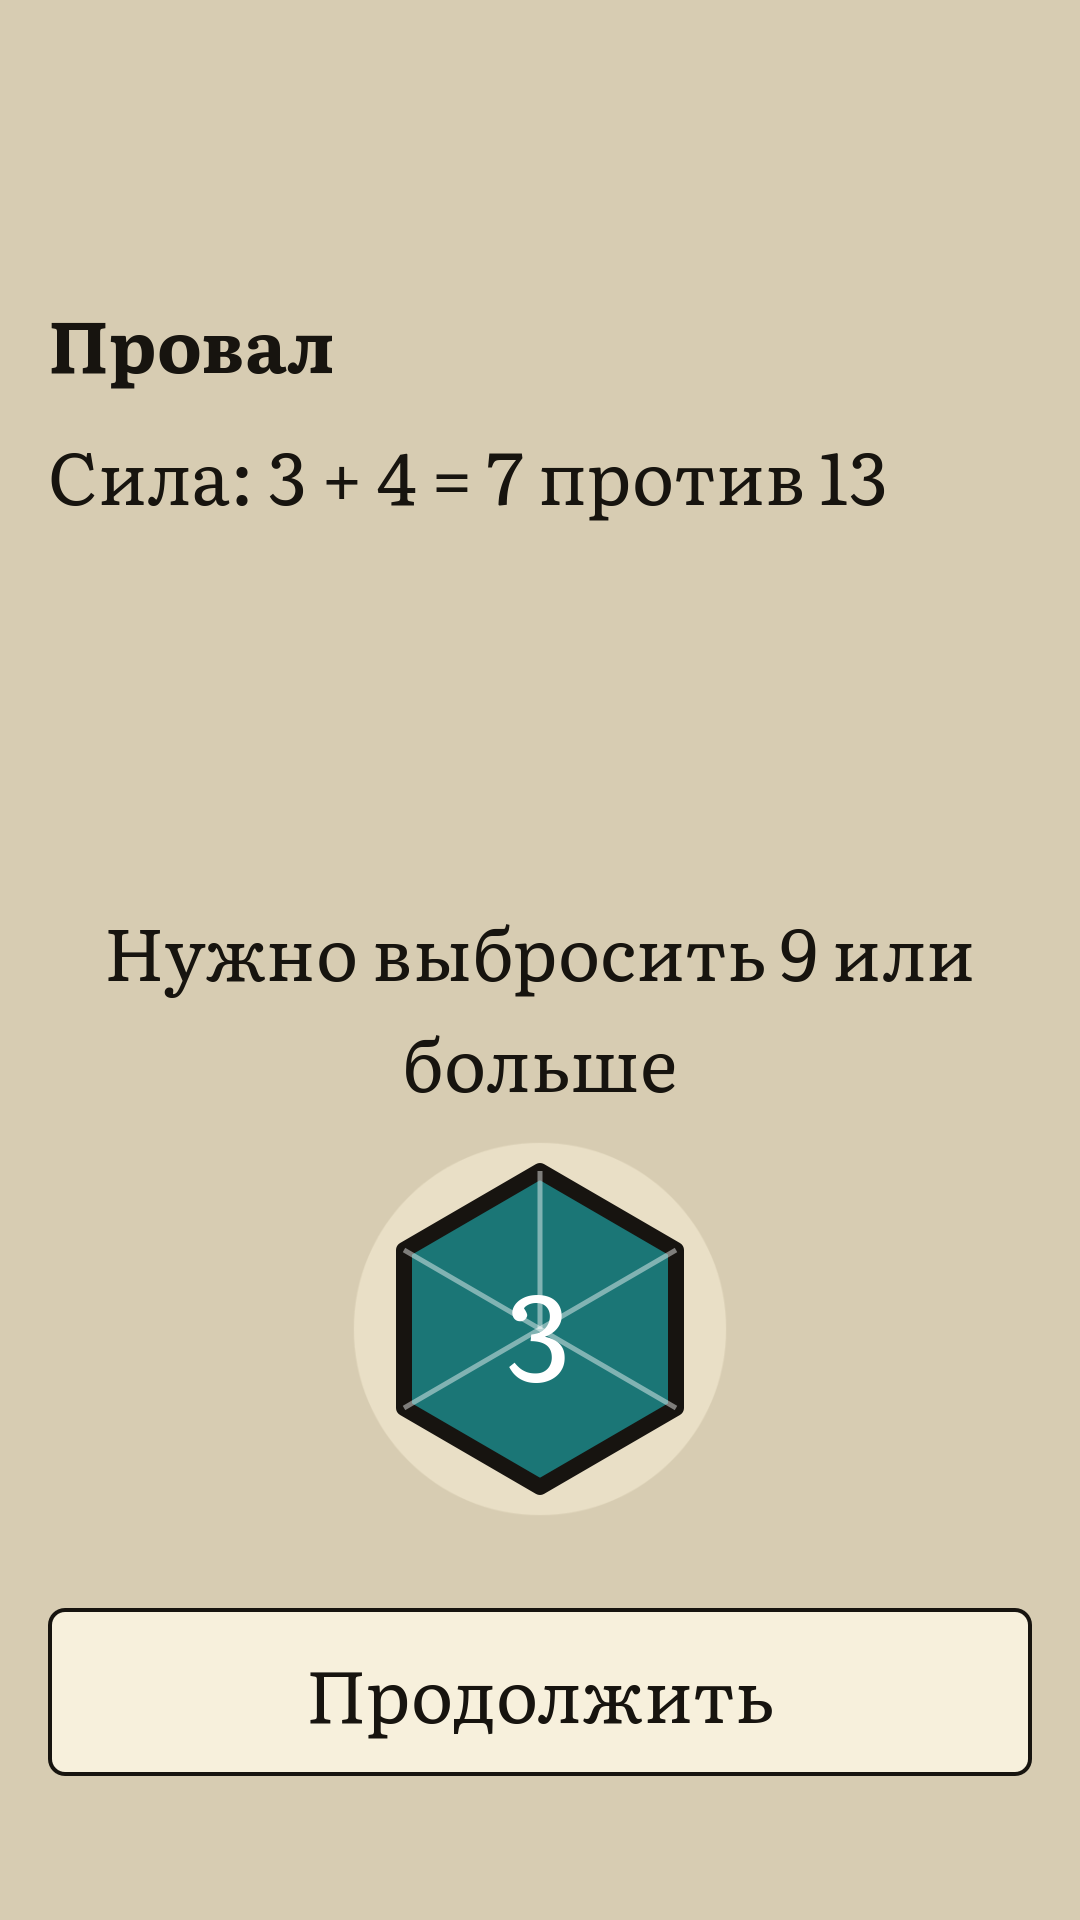 Провал
Сила: 3 + 4 = 7 против 13
Нужно выбросить 9 или
больше
3
Продолжить